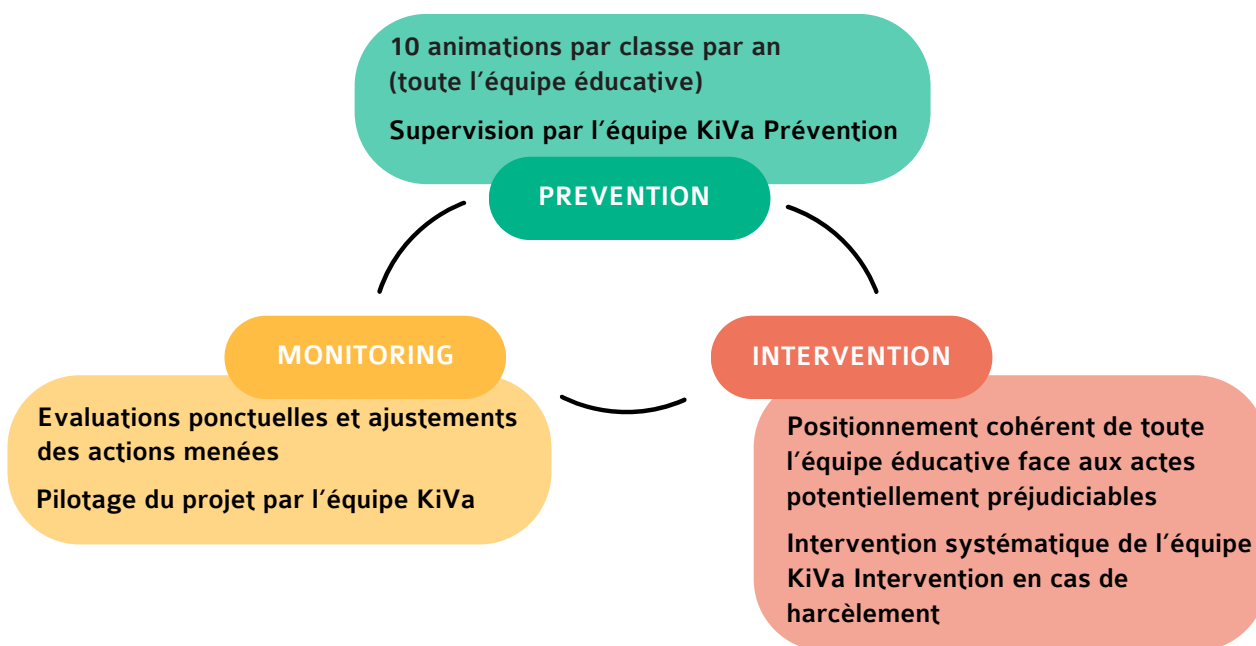 10 animations par classe par an
(toute l'équipe éducative)
Supervision par l'équipe KiVa Prévention
PREVENTION
MONITORING
Evaluations ponctuelles et ajustements
des actions menées
Pilotage du projet par l'équipe KiVa
INTERVENTION
Positionnement cohérent de toute
l'équipe éducative face aux actes
potentiellement préjudiciables
Intervention systématique de l'équipe
KiVa Intervention en cas de
harcèlement